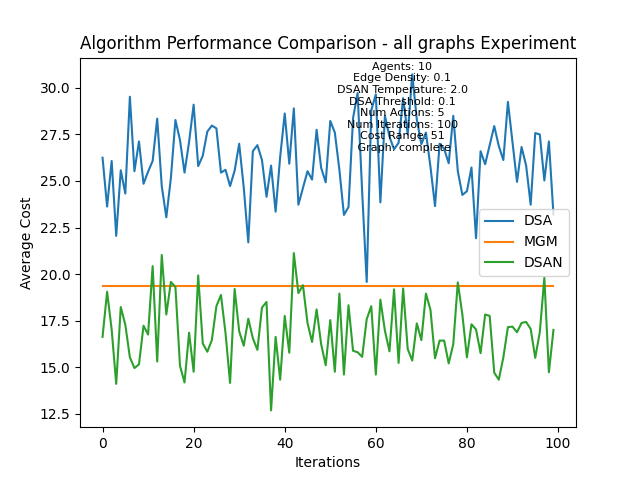 Algorithm Performance Comparison - all graphs Experiment
Agents: 10
Edge Density: 0.1
DSAN Temperature: 2.0
DSA Threshold: 0.1
Num Actions: 5
Num Iterations: 100
Cost Range: 51
Graph: complete
30.0
27.5
25.0
22.5
20.0
17.5
15.0
12.5
Average Cost
DSA
MGM
DSAN
0 20 40 60 80 100
Iterations